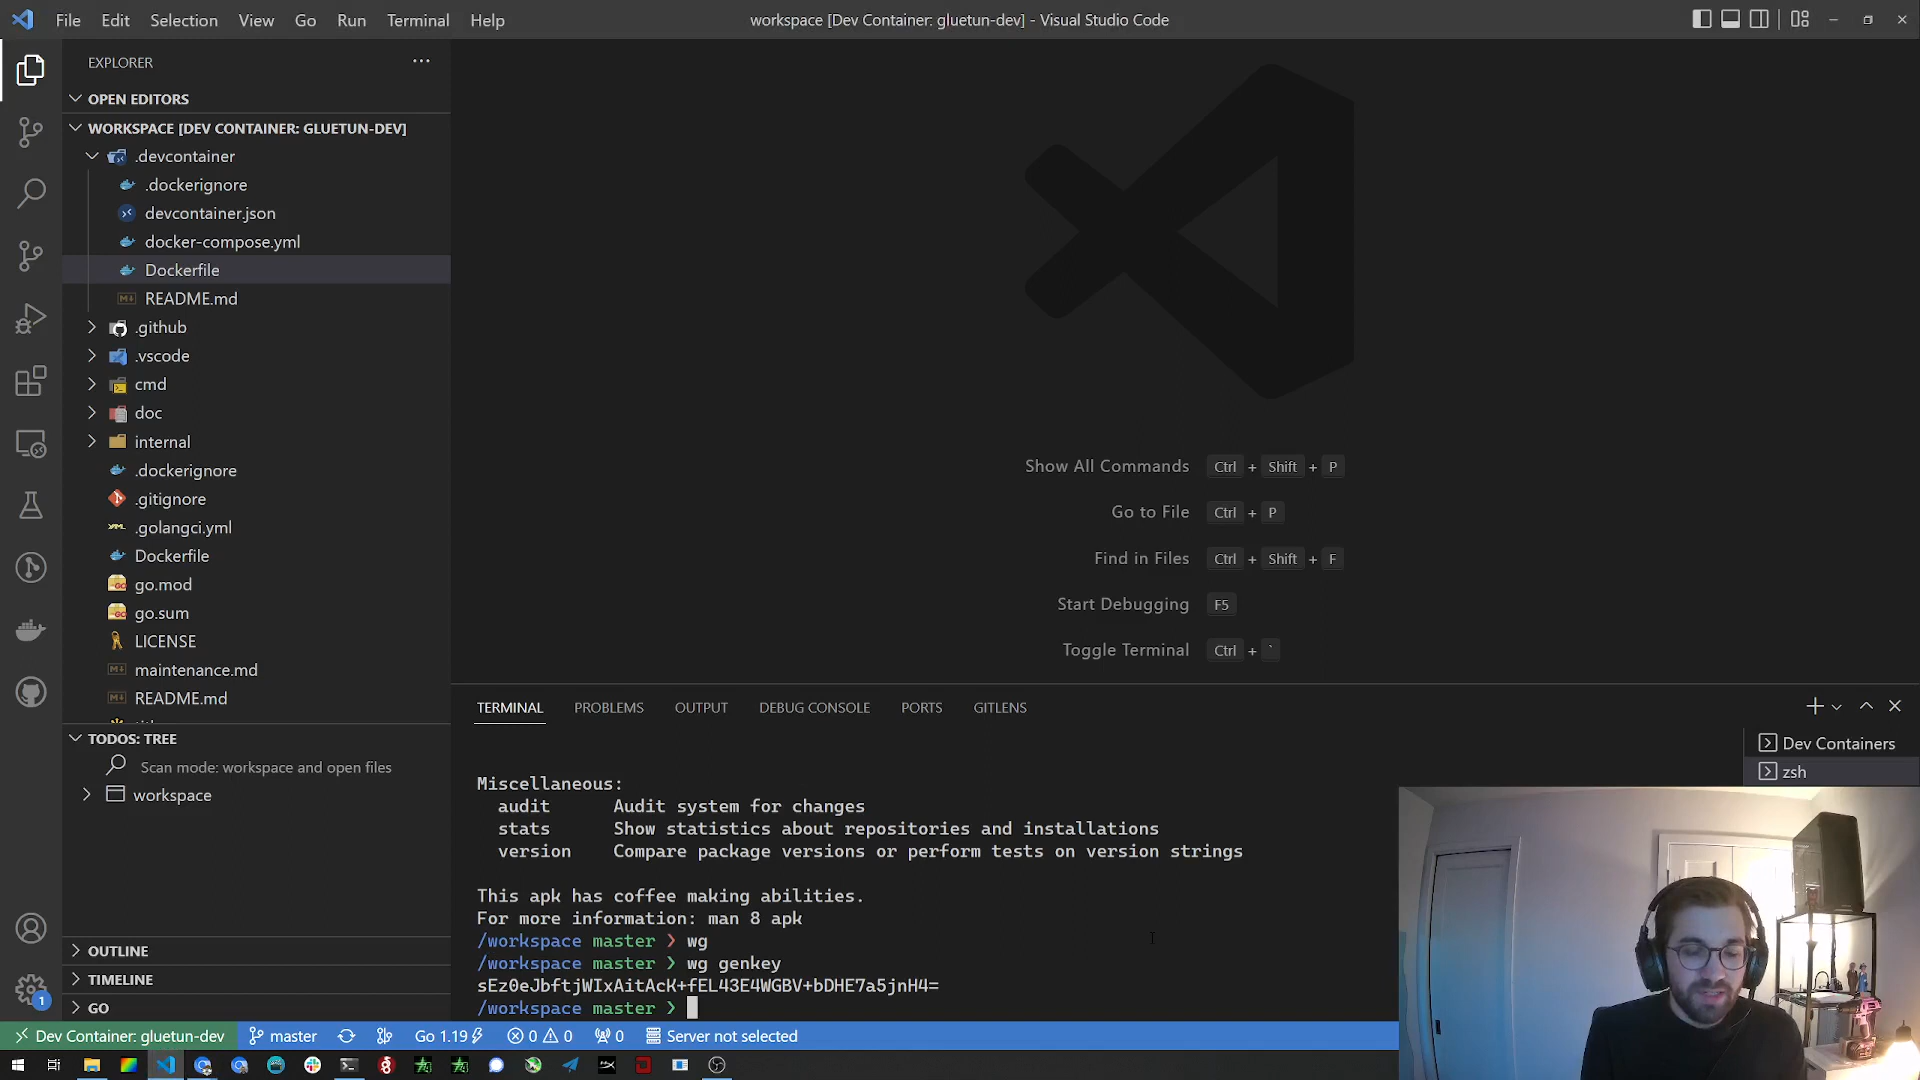 File Edit Selection View Go Run Terminal Help
workspace [Dev Container: gluetun-dev] - Visual Studio Code
EXPLORER
OPEN EDITORS
WORKSPACE [DEV CONTAINER: GLUETUN-DEV]
.devcontainer
.dockerignore
devcontainer.json
docker-compose.yml
Dockerfile
README.md
.github
.vscode
cmd
doc
internal
.dockerignore
.gitignore
.golangci.yml
Dockerfile
go.mod
go.sum
LICENSE
maintenance.md
README.md
TODOS: TREE
Scan mode: workspace and open files
workspace
OUTLINE
TIMELINE
GO
1
Show All Commands Ctrl + Shift + P
Go to File Ctrl + P
Find in Files Ctrl + Shift + F
Start Debugging F5
Toggle Terminal Ctrl + `
TERMINAL PROBLEMS OUTPUT DEBUG CONSOLE PORTS GITLENS
Dev Containers
zsh
Miscellaneous:
audit Audit system for changes
stats Show statistics about repositories and installations
version Compare package versions or perform tests on version strings
This apk has coffee making abilities.
For more information: man 8 apk
/workspace master ❯ wg
/workspace master ❯ wg genkey
sEz0eJbftjWIxAitAcK+fEL43E4WGBV+bDHE7a5jnH4=
/workspace master ❯
Dev Container: gluetun-dev master Go 1.19 0 0 0 Server not selected